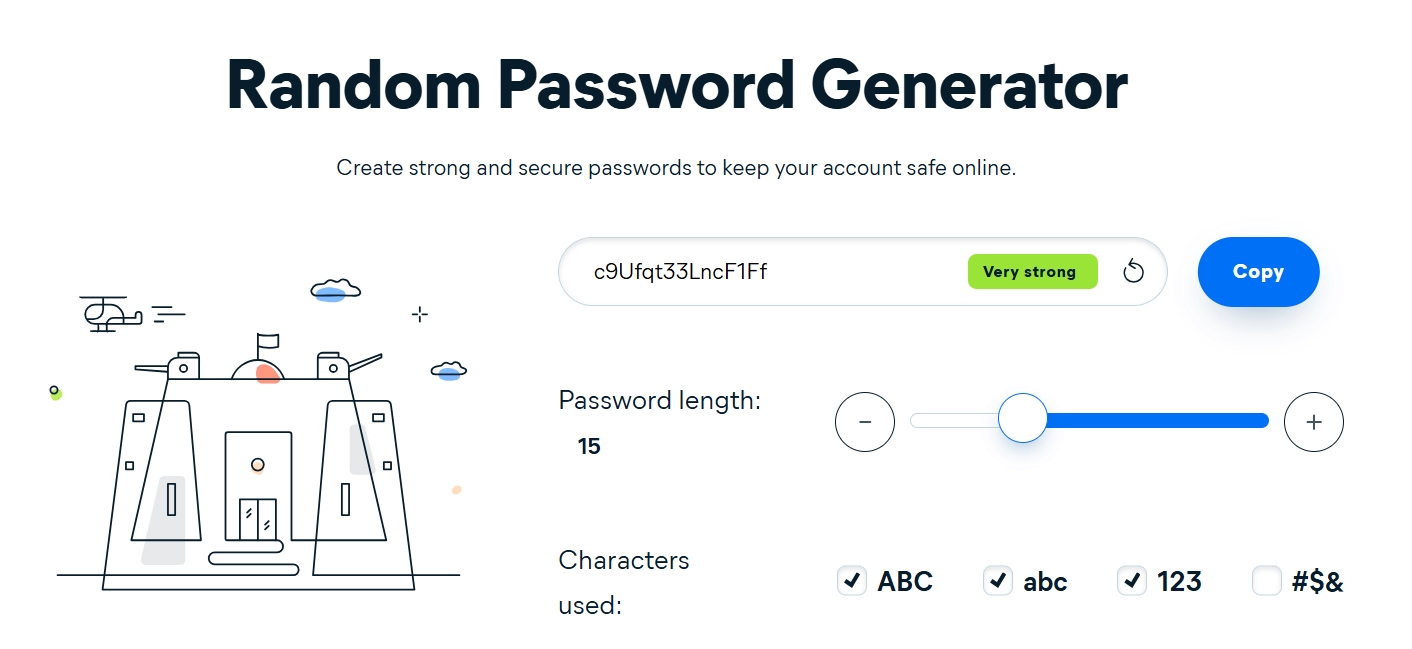 Random Password Generator
Create strong and secure passwords to keep your account safe online.
c9Ufqt33LncF1Ff
Very strong
Copy
Password length:
15
Characters
used:
ABC
abc
123
#$&